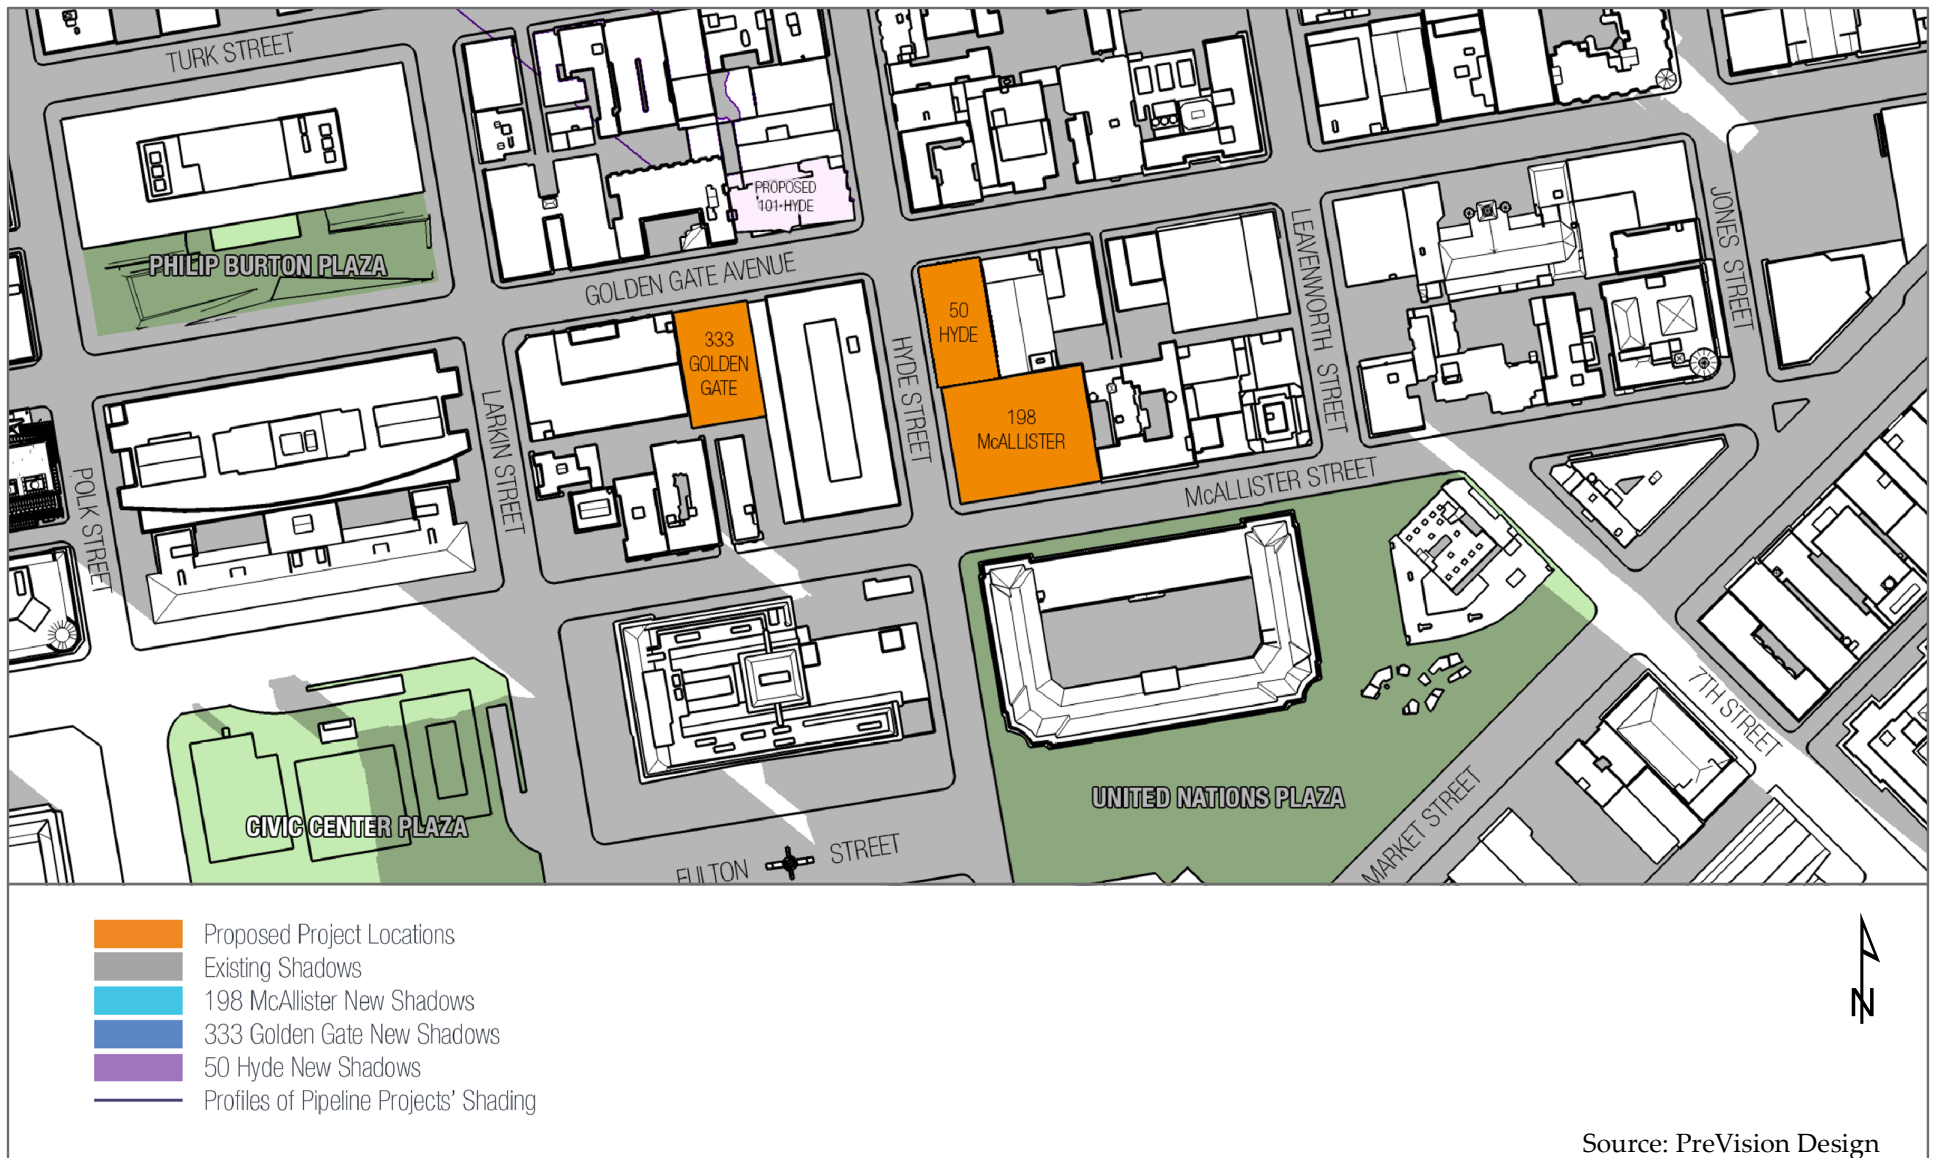 TURK STREET
PROPOSED
101 HYDE
JONES STREET
LEAVENWORTH STREET
PHILIP BURTON PLAZA
GOLDEN GATE AVENUE
50
HYDE
333
GOLDEN
GATE
HYDE STREET
LARKIN STREET
198
McALLISTER
POLK STREET
McALLISTER STREET
7TH STREET
UNITED NATIONS PLAZA
CIVIC CENTER PLAZA
MARKET STREET
FULTON STREET
Proposed Project Locations
Existing Shadows
198 McAllister New Shadows
333 Golden Gate New Shadows
50 Hyde New Shadows
Profiles of Pipeline Projects' Shading
N
Source: PreVision Design